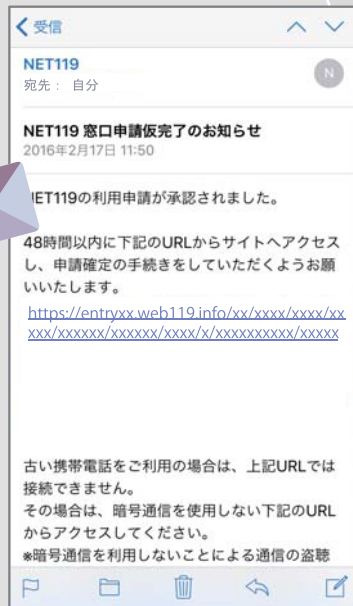 受信
NET119
宛先： 自分
N
NET119 窓口申請仮完了のお知らせ
2016年2月17日 11:50
NET119の利用申請が承認されました。
48時間以内に下記のURLからサイトへアクセス
し、申請確定の手続きをしていただくようお願
いいたします。
https://entryxx.web119.info/xx/xxxx/xxxx/xx
xxx/xxxxxx/xxxxxx/xxxx/x/xxxxxxxxxx/xxxxx
古い携帯電話をご利用の場合は、上記URLでは
接続できません。
その場合は、暗号通信を使用しない下記のURL
からアクセスしてください。
※暗号通信を利用しないことによる通信の盗聴